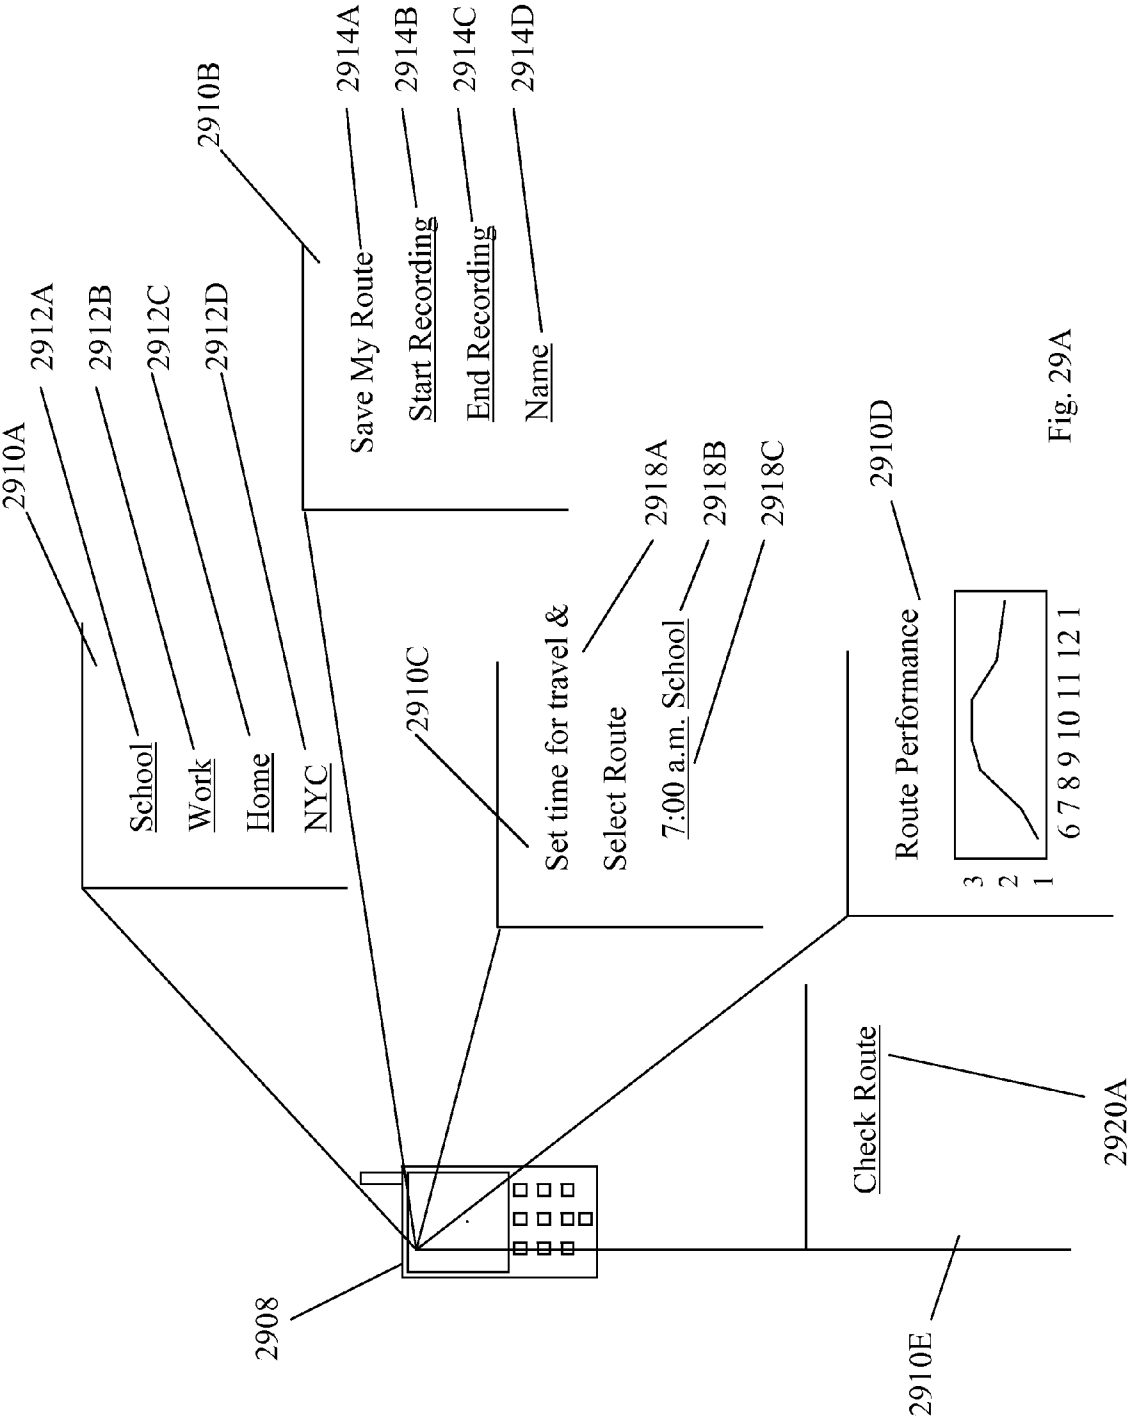 2910A
2912A
2912B
2912C
2912D
School
Work
Home
NYC
2910B
2914A
2914B
2914C
2914D
Save My Route
Start Recording
End Recording
Name
2908
2910C
Set time for travel &
Select Route
7:00 a.m. School
2918A
2918B
2918C
2910E
Check Route
2920A
2910D
Route Performance
3
2
1
6 7 8 9 10 11 12 1
Fig. 29A